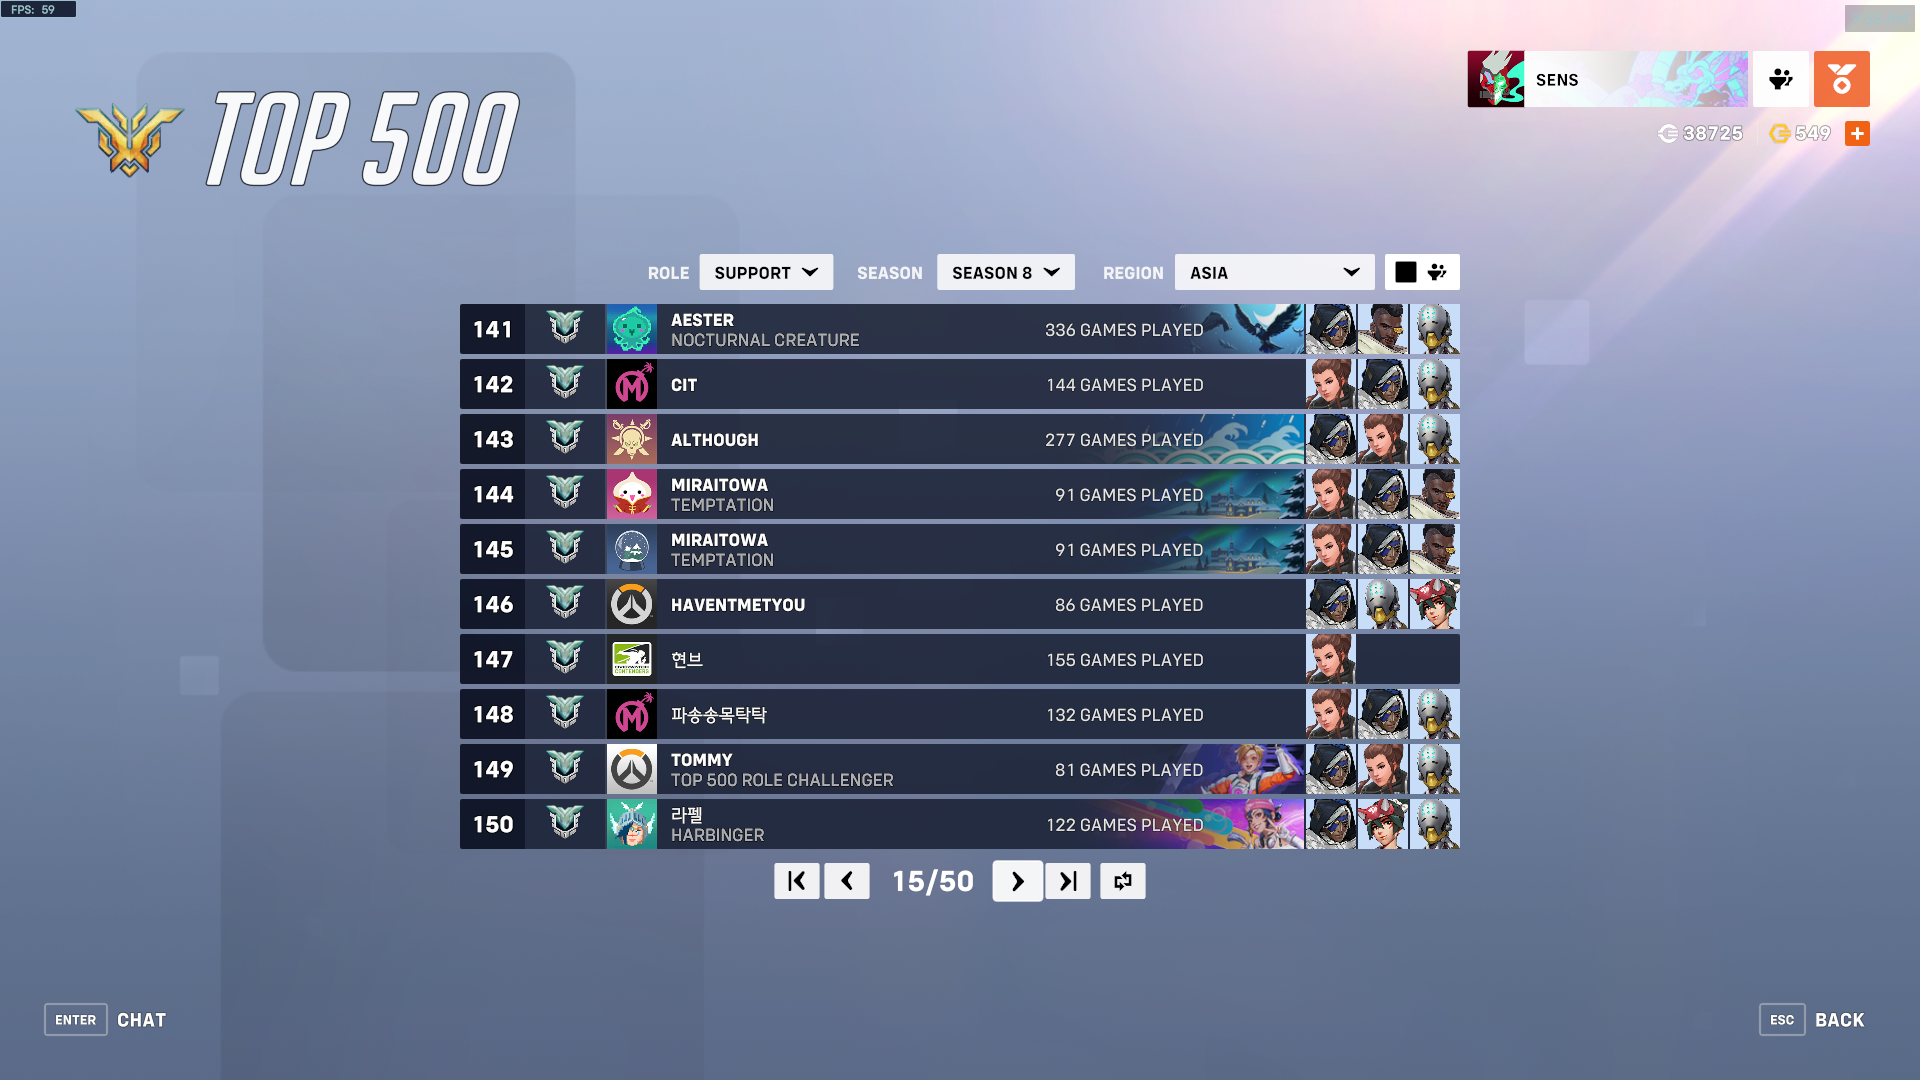 FPS: 59
TOP 500
SENS
38725 549
ROLE SUPPORT SEASON SEASON 8 REGION ASIA
141 AESTER 336 GAMES PLAYED
NOCTURNAL CREATURE
142 CIT 144 GAMES PLAYED
143 ALTHOUGH 277 GAMES PLAYED
144 MIRAITOWA 91 GAMES PLAYED
TEMPTATION
145 MIRAITOWA 91 GAMES PLAYED
TEMPTATION
146 HAVENTMETYOU 86 GAMES PLAYED
147 현브 155 GAMES PLAYED
148 파송송목탁탁 132 GAMES PLAYED
149 TOMMY 81 GAMES PLAYED
TOP 500 ROLE CHALLENGER
150 라펠 122 GAMES PLAYED
HARBINGER
15/50
ENTER CHAT
ESC BACK